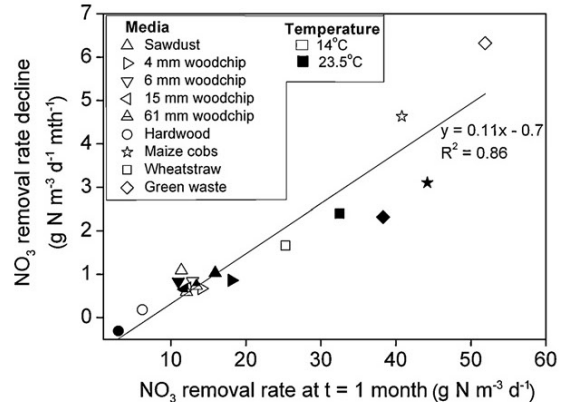 7
6
5
4
3
2
1
0
NO3 removal rate decline
(g N m-3 d-1 mth-1)
Media
Sawdust
4 mm woodchip
6 mm woodchip
15 mm woodchip
61 mm woodchip
Hardwood
Maize cobs
Wheatstraw
Green waste
Temperature
14°C
23.5°C
y = 0.11x - 0.7
R2 = 0.86
10 20 30 40 50 60
NO3 removal rate at t = 1 month (g N m-3 d-1)